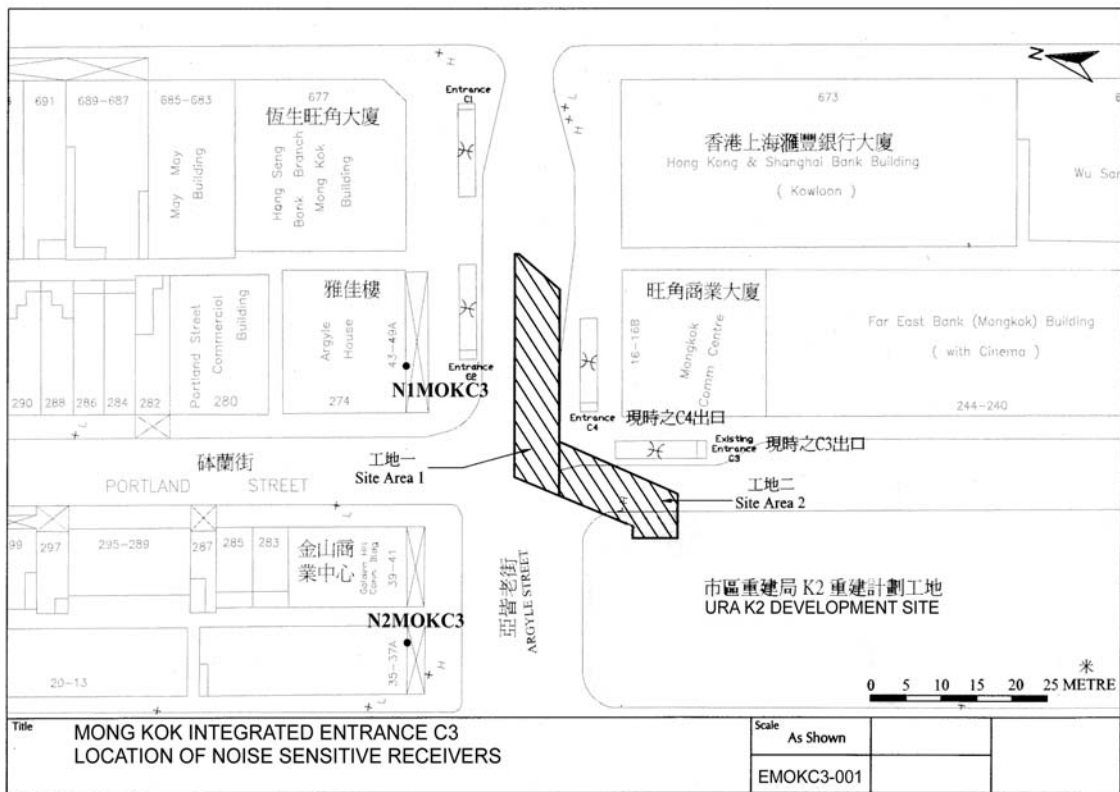 691
689-687
685-683
677
恆生旺角大廈
May May
Building
Hang Seng
Bank Branch
Mong Kok
Building
Entrance
C1
H
N
L
H
673
香港上海滙豐銀行大廈
Hong Kong & Shanghai Bank Building
( Kowloon )
Wu San
290
288
286
284
282
Portland Street
Commercial
Building
280
雅佳樓
Argyle
House
274
43-49A
N1MOKC3
Entrance
C2
L
旺角商業大廈
16-16B
Mongkok
Comm Centre
Far East Bank (Mongkok) Building
( with Cinema )
244-240
Entrance
C4
現時之C4出口
Existing
Entrance
C3
現時之C3出口
砵蘭街
PORTLAND STREET
工地一
Site Area 1
工地二
Site Area 2
H
L
99
297
295-289
287
285
283
金山商
業中心
Golden Hill
Comm. Bldg.
39-41
N2MOKC3
35-37A
H
L
20-13
亞皆老街
ARGYLE STREET
市區重建局 K2 重建計劃工地
URA K2 DEVELOPMENT SITE
米
0 5 10 15 20 25 METRE
Title
MONG KOK INTEGRATED ENTRANCE C3
LOCATION OF NOISE SENSITIVE RECEIVERS
Scale
As Shown
EMOKC3-001